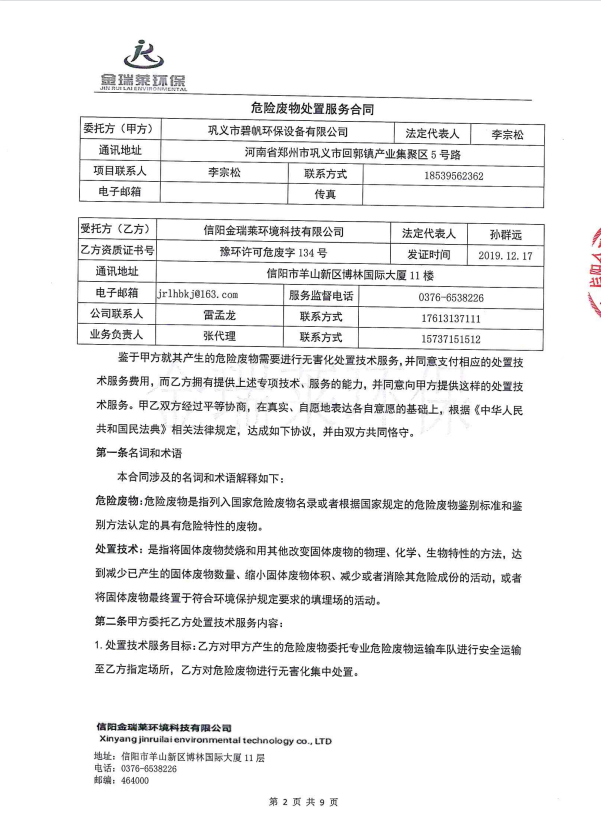 金瑞莱环保
JIN RUI LAI ENVIRONMENTAL
危险废物处置服务合同
委托方（甲方） 巩义市碧帆环保设备有限公司 法定代表人 李宗松
通讯地址 河南省郑州市巩义市回郭镇产业集聚区 5 号路
项目联系人 李宗松 联系方式 18539562362
电子邮箱 传真
受托方（乙方） 信阳金瑞莱环境科技有限公司 法定代表人 孙群远
乙方资质证书号 豫环许可危废字 134 号 发证时间 2019.12.17
通讯地址 信阳市羊山新区博林国际大厦 11 楼
电子邮箱 jrlhbkj@163.com 服务监督电话 0376-6538226
公司联系人 雷孟龙 联系方式 17613137111
业务负责人 张代理 联系方式 15737151512
鉴于甲方就其产生的危险废物需要进行无害化处置技术服务,并同意支付相应的处置技
术服务费用，而乙方拥有提供上述专项技术、服务的能力，并同意向甲方提供这样的处置技
术服务。甲乙双方经过平等协商，在真实、自愿地表达各自意愿的基础上，根据《中华人民
共和国民法典》相关法律规定，达成如下协议，并由双方共同恪守。
第一条名词和术语
本合同涉及的名词和术语解释如下：
危险废物:危险废物是指列入国家危险废物名录或者根据国家规定的危险废物鉴别标准和鉴
别方法认定的具有危险特性的废物。
处置技术：是指将固体废物焚烧和用其他改变固体废物的物理、化学、生物特性的方法，达
到减少已产生的固体废物数量、缩小固体废物体积、减少或者消除其危险成份的活动，或者
将固体废物最终置于符合环境保护规定要求的填埋场的活动。
第二条甲方委托乙方处置技术服务内容：
1.处置技术服务目标:乙方对甲方产生的危险废物委托专业危险废物运输车队进行安全运输
至乙方指定场所，乙方对危险废物进行无害化集中处置。
信阳金瑞莱环境科技有限公司
Xinyang jinruilai environmental technology co., LTD
地址：信阳市羊山新区博林国际大厦 11 层
电话：0376-6538226
邮编：464000
第 2 页 共 9 页